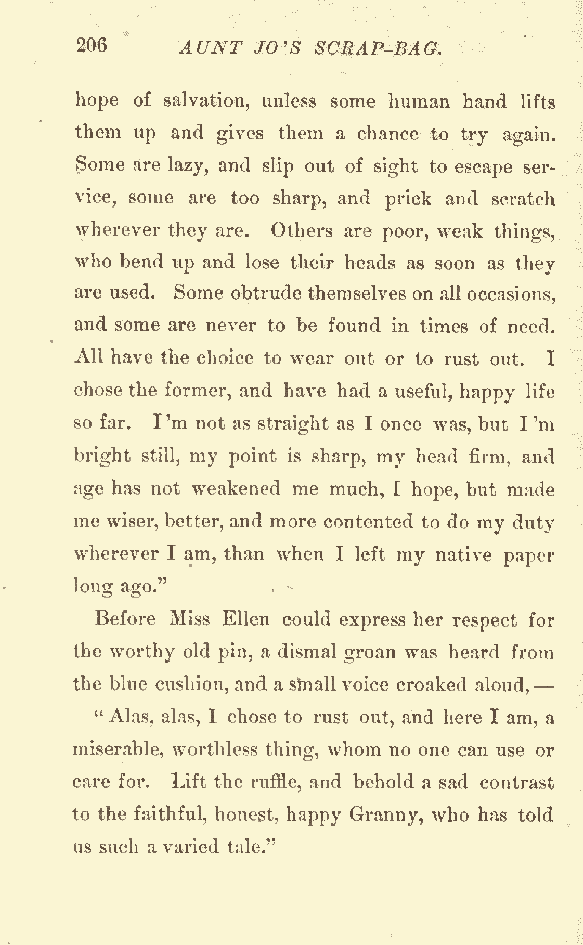 206 AUNT JO'S SCRAP-BAG.
hope of salvation, unless some human hand lifts
them up and gives them a chance to try again.
Some are lazy, and slip out of sight to escape ser-
vice, some are too sharp, and prick and scratch
wherever they are. Others are poor, weak things,
who bend up and lose their heads as soon as they
are used. Some obtrude themselves on all occasions,
and some are never to be found in times of need.
All have the choice to wear out or to rust out. I
chose the former, and have had a useful, happy life
so far. I'm not as straight as I once was, but I'm
bright still, my point is sharp, my head firm, and
age has not weakened me much, I hope, but made
me wiser, better, and more contented to do my duty
wherever I am, than when I left my native paper
long ago."
Before Miss Ellen could express her respect for
the worthy old pin, a dismal groan was heard from
the blue cushion, and a small voice croaked aloud,—
"Alas, alas, I chose to rust out, and here I am, a
miserable, worthless thing, whom no one can use or
care for. Lift the ruffle, and behold a sad contrast
to the faithful, honest, happy Granny, who has told
us such a varied tale."